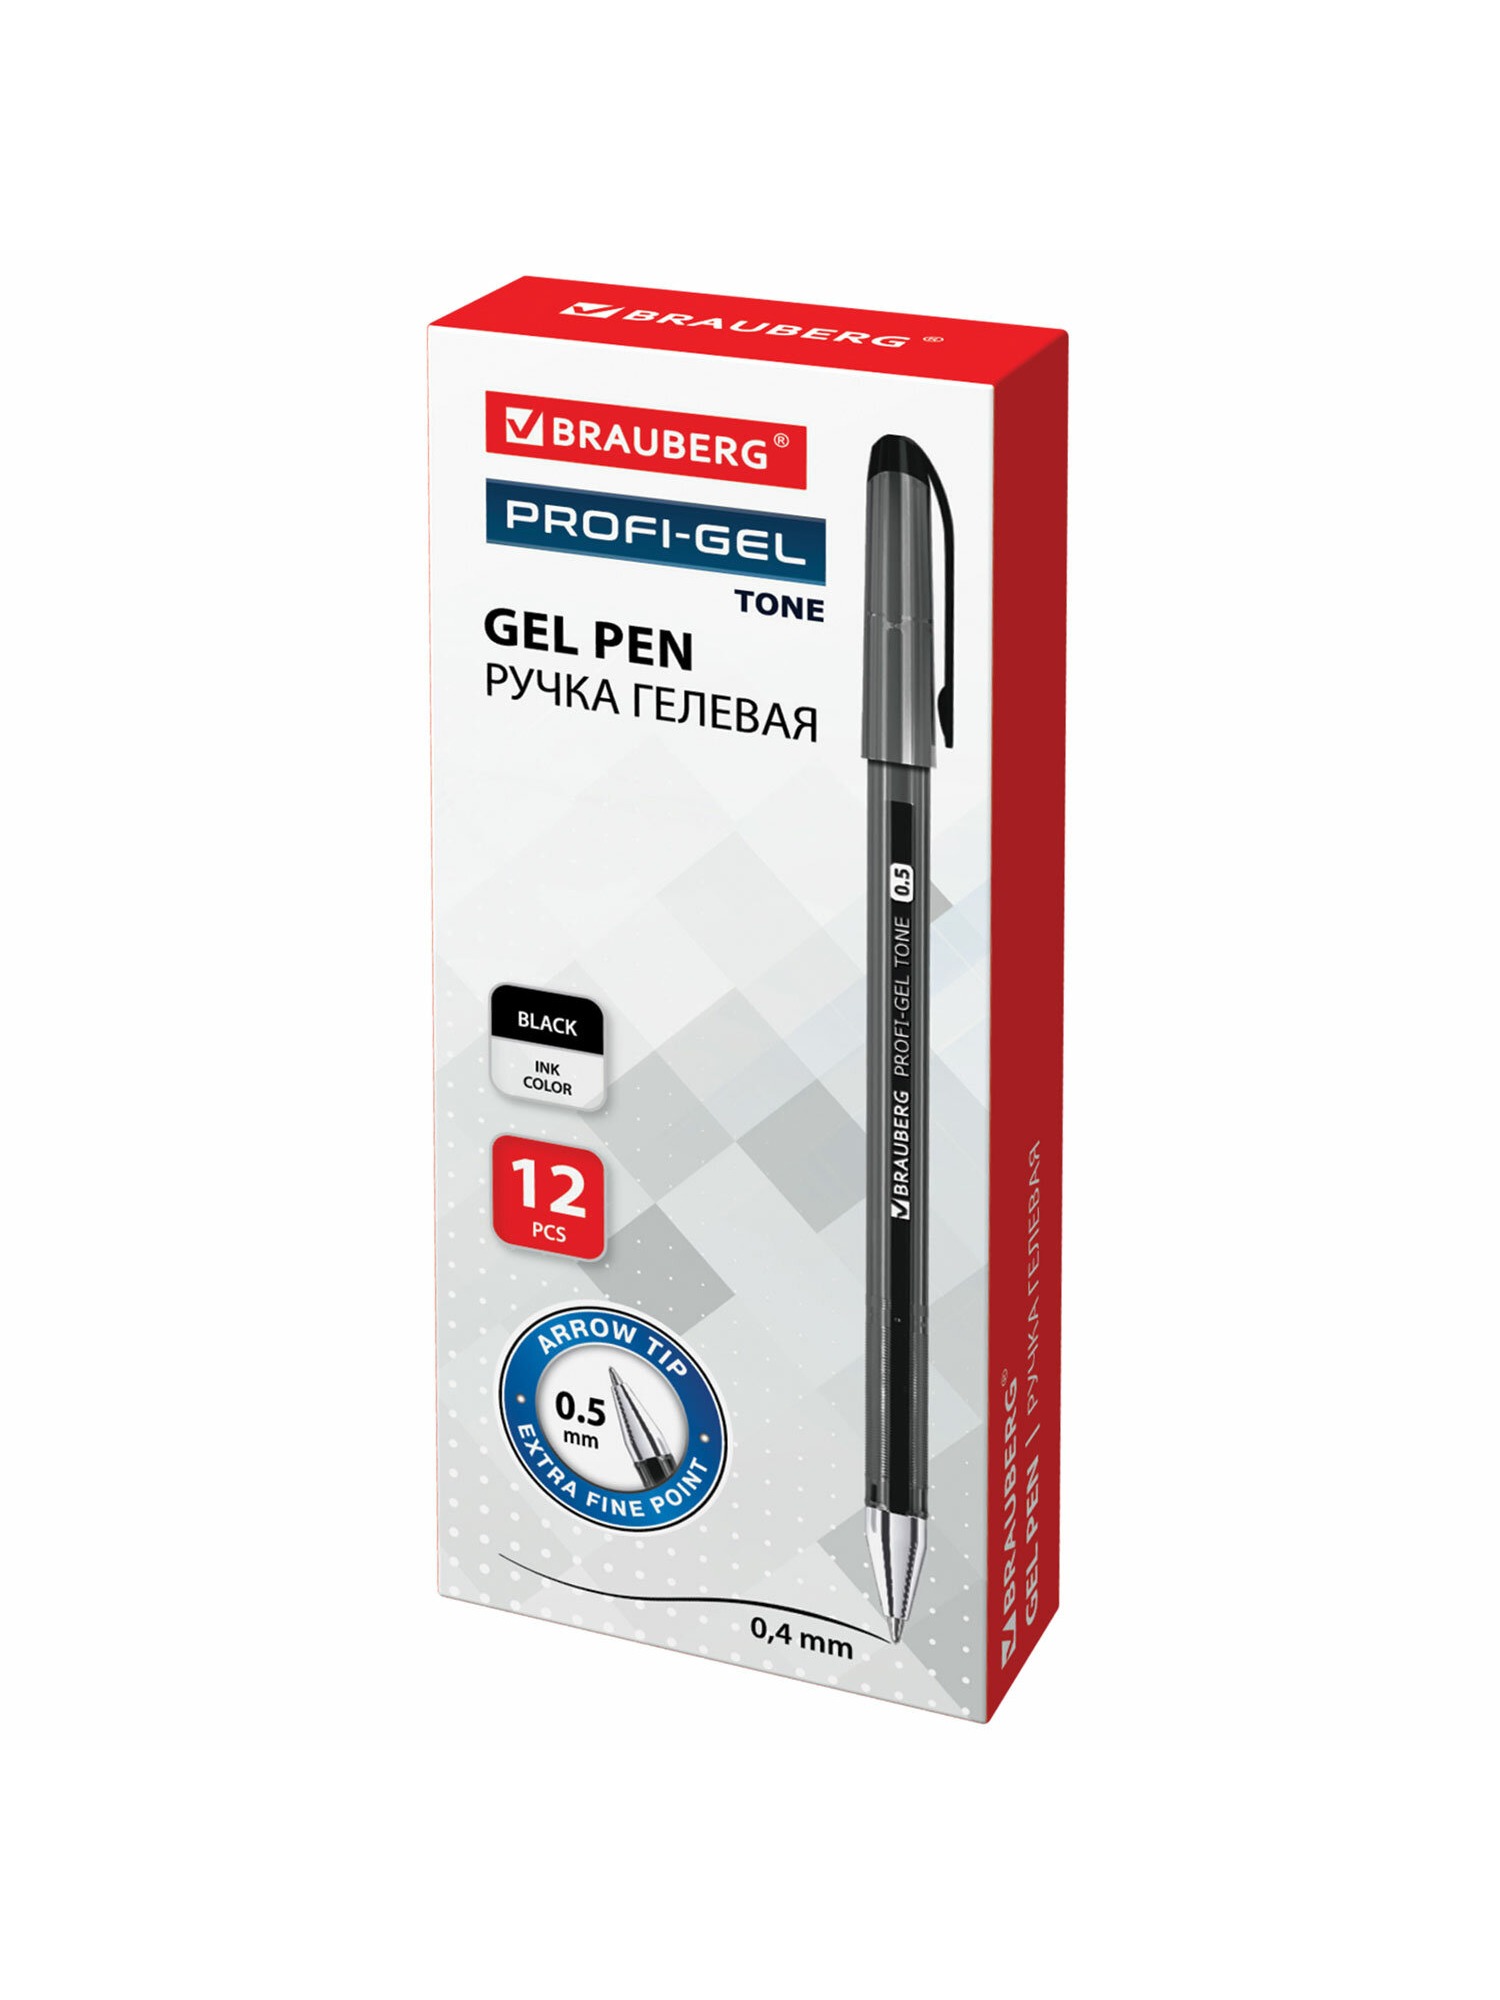 BRAUBERG ®
BRAUBERG®
PROFI-GEL
TONE
GEL PEN
РУЧКА ГЕЛЕВАЯ
BLACK
INK
COLOR
12
PCS
ARROW TIP
0.5
mm
EXTRA FINE POINT
0,4 mm
BRAUBERG PROFI-GEL TONE 0.5
BRAUBERG®
GEL PEN | РУЧКА ГЕЛЕВАЯ